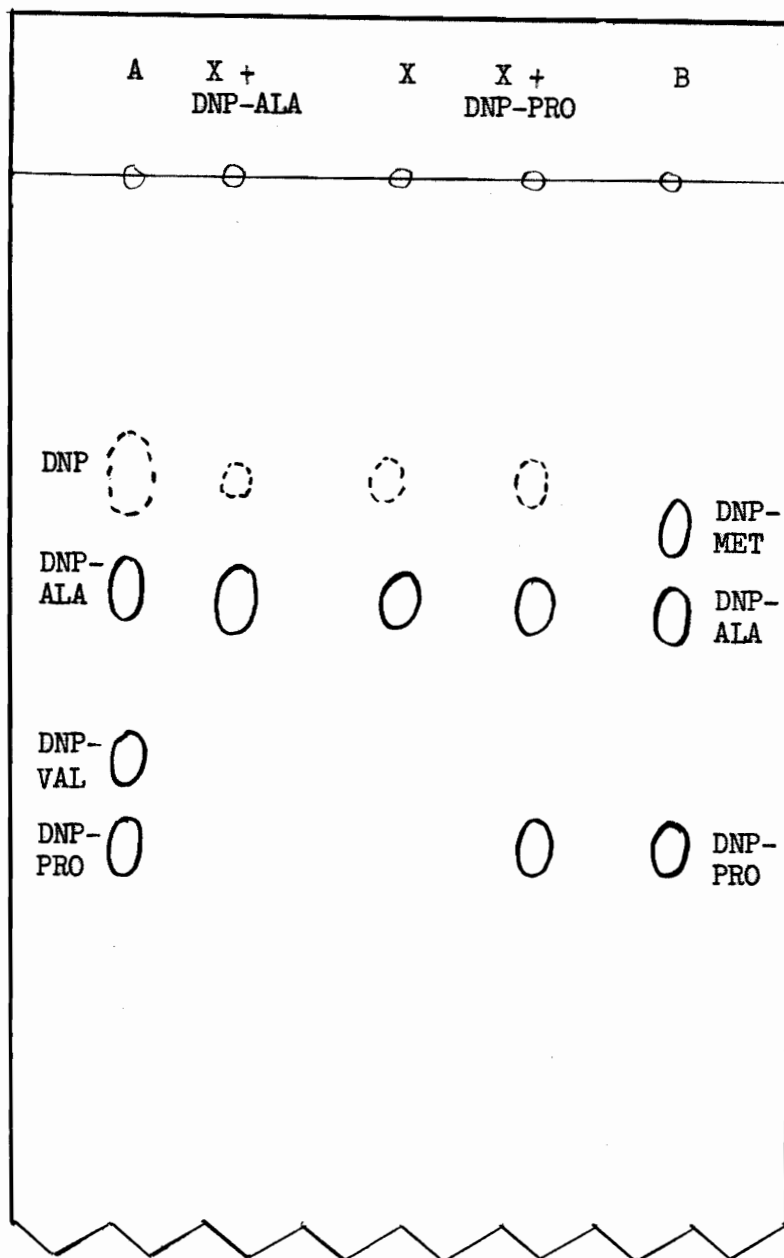 A
X +
DNP-ALA
X
X +
DNP-PRO
B
DNP
DNP-
MET
DNP-
ALA
DNP-
ALA
DNP-
VAL
DNP-
PRO
DNP-
PRO